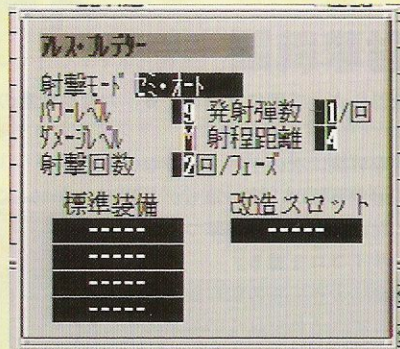 アレス・プレデター
射撃モード セミ・オート
パワーレベル 9 発射弾数 1/回
ダメージレベル M 射程距離 4
射撃回数 2回/フェーズ
標準装備 改造スロット
----- -----
-----
-----
-----